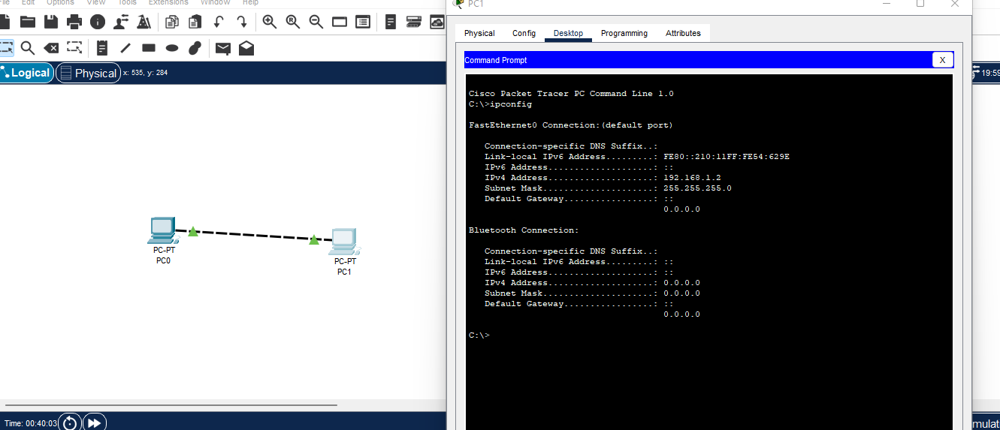 File Edit Options View Tools Extensions Window Help
Logical Physical x: 535, y: 284
PC-PT
PC0
PC-PT
PC1
Time: 00:40:03
PC1
Physical Config Desktop Programming Attributes
Command Prompt X
Cisco Packet Tracer PC Command Line 1.0
C:\>ipconfig
FastEthernet0 Connection:(default port)
Connection-specific DNS Suffix..:
Link-local IPv6 Address.........: FE80::210:11FF:FE54:629E
IPv6 Address....................: ::
IPv4 Address....................: 192.168.1.2
Subnet Mask.....................: 255.255.255.0
Default Gateway.................: ::
0.0.0.0
Bluetooth Connection:
Connection-specific DNS Suffix..:
Link-local IPv6 Address.........: ::
IPv6 Address....................: ::
IPv4 Address....................: 0.0.0.0
Subnet Mask.....................: 0.0.0.0
Default Gateway.................: ::
0.0.0.0
C:\>
19:59